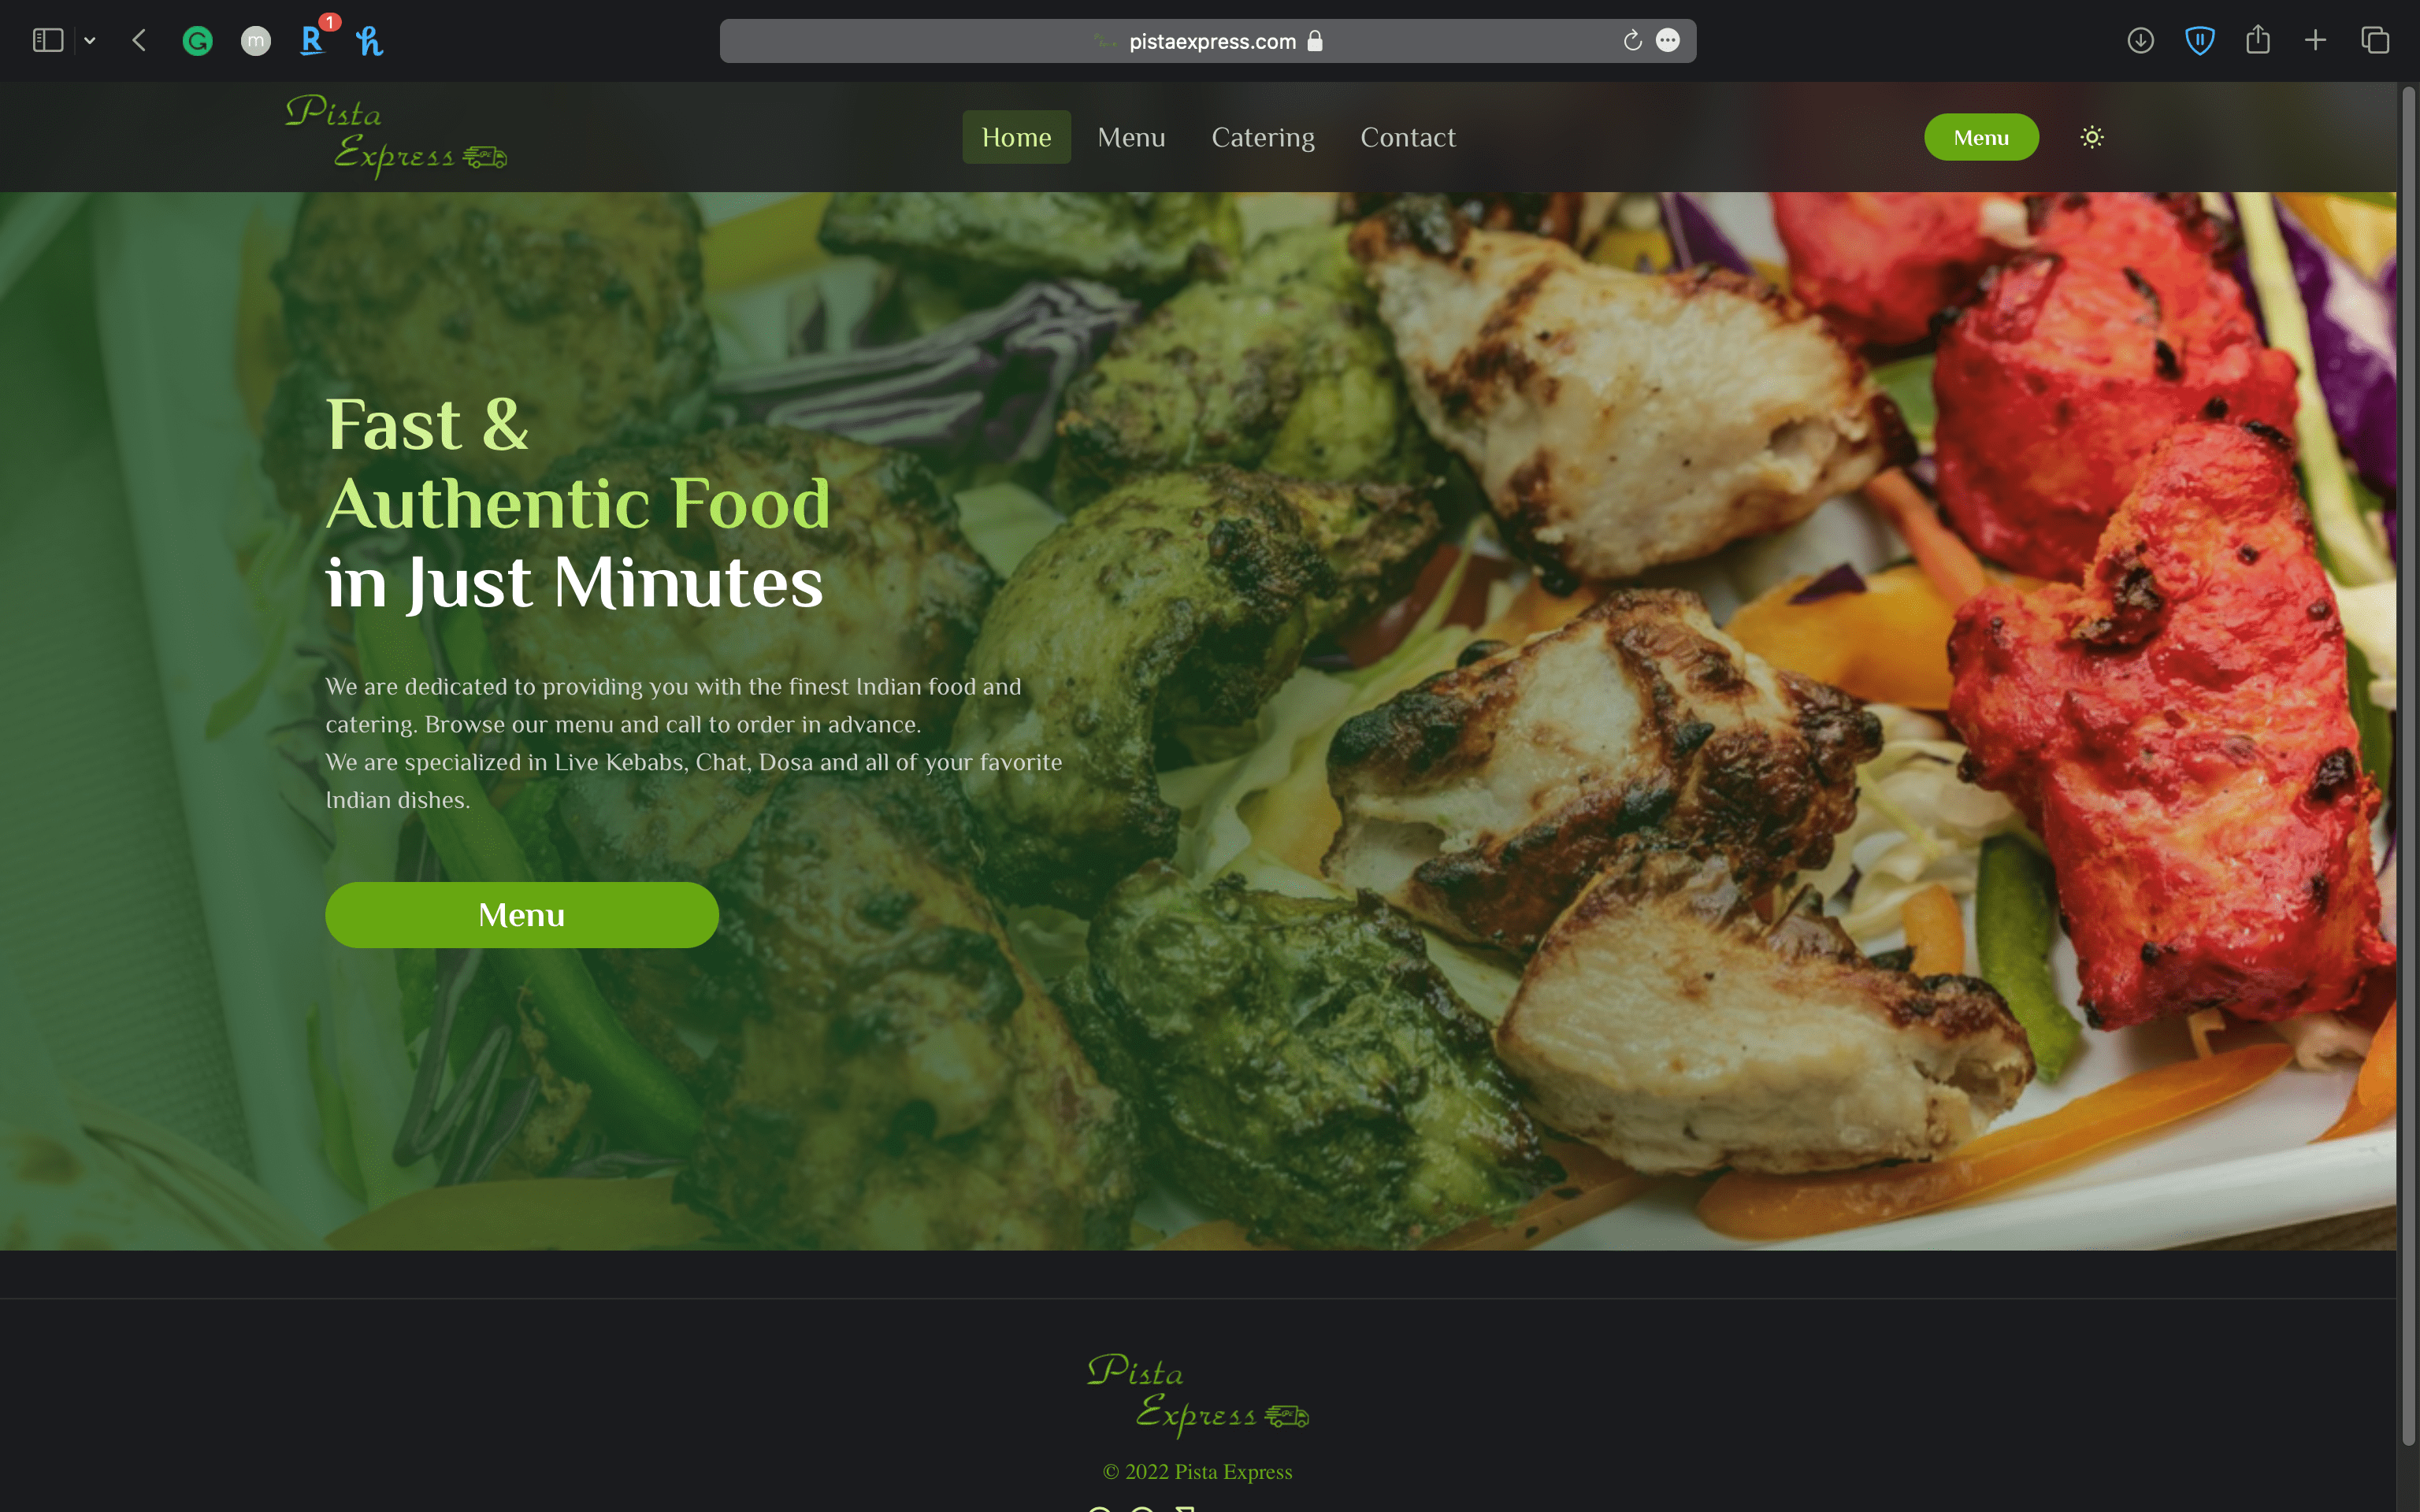 1
m
R
pistaexpress.com
Pista
Express
Home
Menu
Catering
Contact
Menu
Fast &
Authentic Food
in Just Minutes
We are dedicated to providing you with the finest Indian food and
catering. Browse our menu and call to order in advance.
We are specialized in Live Kebabs, Chat, Dosa and all of your favorite
Indian dishes.
Menu
Pista
Express
© 2022 Pista Express